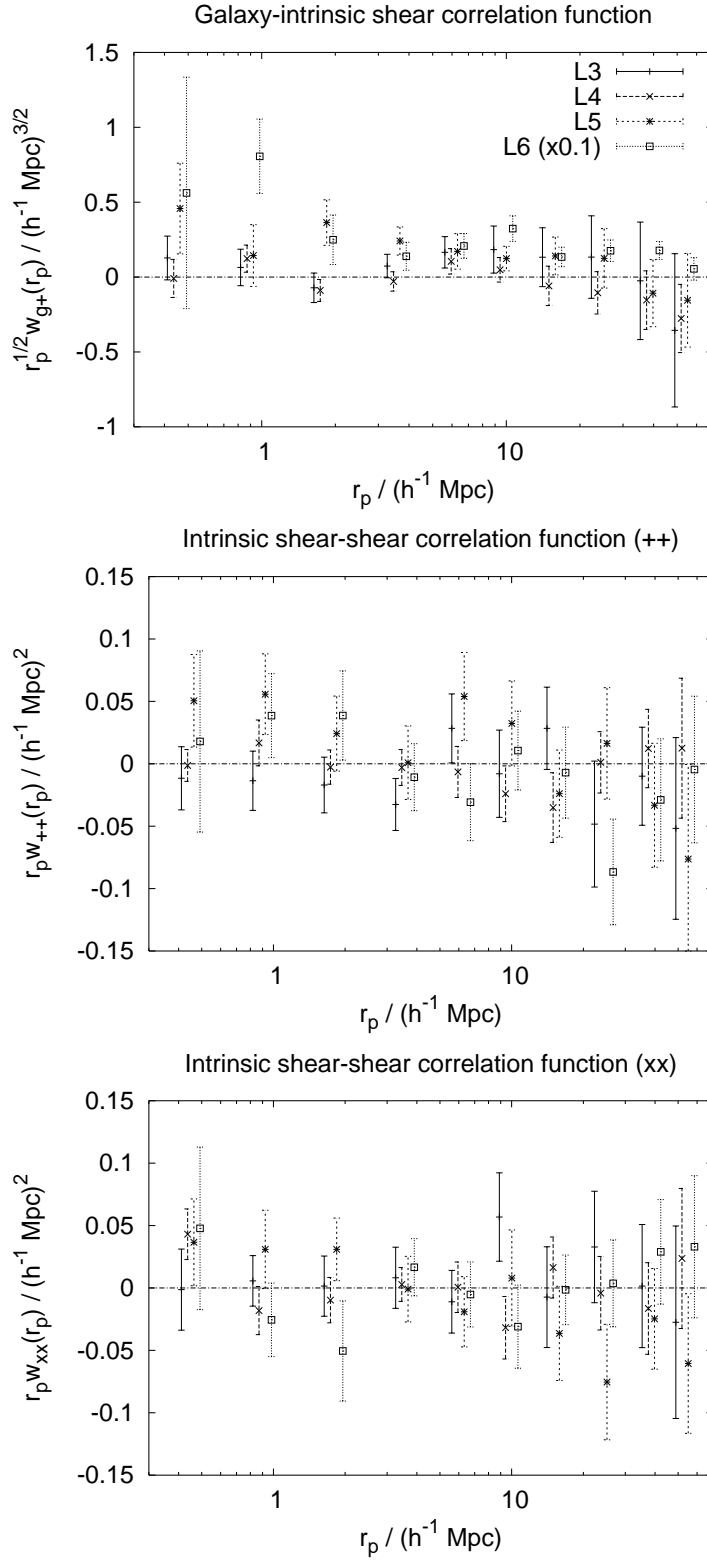 Galaxy-intrinsic shear correlation function
r_p^{1/2} w_{g+}(r_p) / (h^{-1} Mpc)^{3/2}
1.5
1
0.5
0
-0.5
-1
L3
L4
L5
L6 (x0.1)
1
10
r_p / (h^{-1} Mpc)
Intrinsic shear-shear correlation function (++)
r_p w_{++}(r_p) / (h^{-1} Mpc)^2
0.15
0.1
0.05
0
-0.05
-0.1
-0.15
1
10
r_p / (h^{-1} Mpc)
Intrinsic shear-shear correlation function (xx)
r_p w_{xx}(r_p) / (h^{-1} Mpc)^2
0.15
0.1
0.05
0
-0.05
-0.1
-0.15
1
10
r_p / (h^{-1} Mpc)